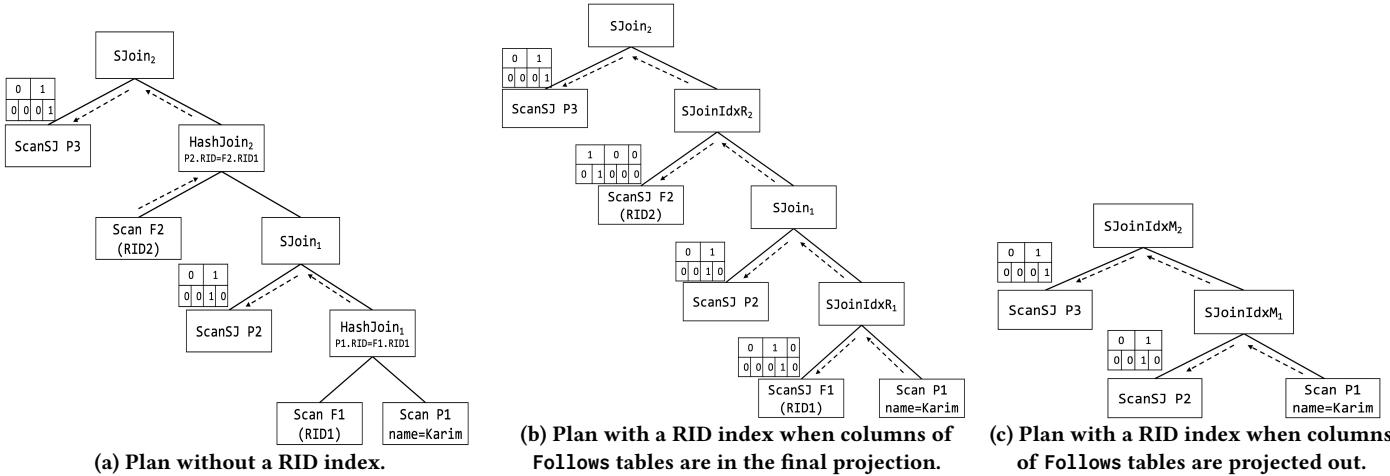 SJoin₂
0 1
0 0 0 1
ScanSJ P3
HashJoin₂
P2.RID=F2.RID1
Scan F2
(RID2)
SJoin₁
0 1
0 0 1 0
ScanSJ P2
HashJoin₁
P1.RID=F1.RID1
Scan F1
(RID1)
Scan P1
name=Karim
(a) Plan without a RID index.
SJoin₂
0 1
0 0 0 1
ScanSJ P3
SJoinIdxR₂
1 0 0
0 1 0 0 0
ScanSJ F2
(RID2)
SJoin₁
0 1
0 0 1 0
ScanSJ P2
SJoinIdxR₁
0 1 0
0 0 0 1 0
ScanSJ F1
(RID1)
Scan P1
name=Karim
(b) Plan with a RID index when columns of
Follows tables are in the final projection.
SJoinIdxM₂
0 1
0 0 0 1
ScanSJ P3
SJoinIdxM₁
0 1
0 0 1 0
ScanSJ P2
Scan P1
name=Karim
(c) Plan with a RID index when columns
of Follows tables are projected out.